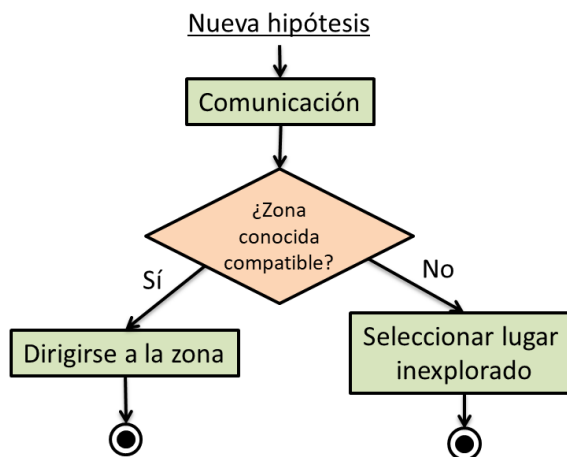 Nueva hipótesis
Comunicación
¿Zona
conocida
compatible?
Sí
No
Dirigirse a la zona
Seleccionar lugar
inexplorado